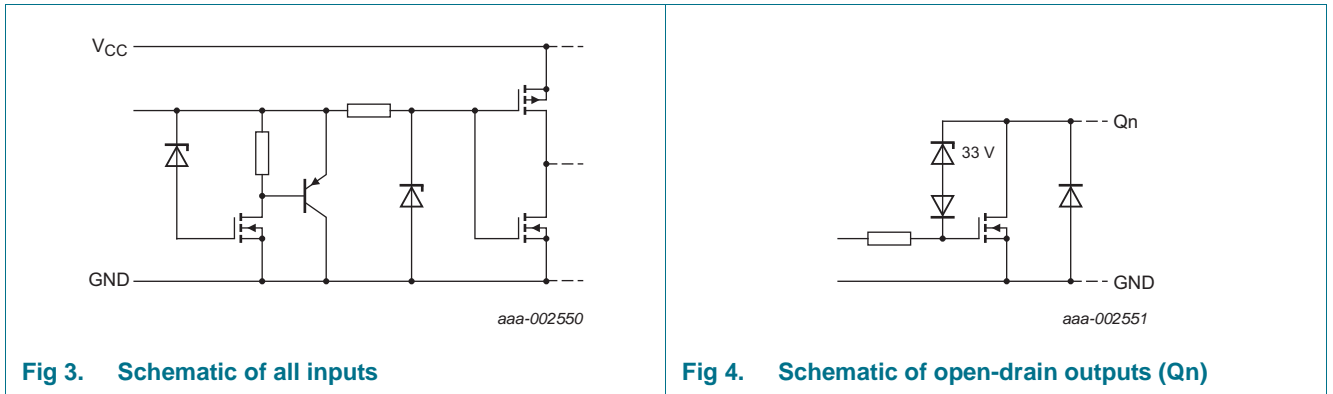 VCC
GND
aaa-002550
Fig 3. Schematic of all inputs
Qn
33 V
GND
aaa-002551
Fig 4. Schematic of open-drain outputs (Qn)